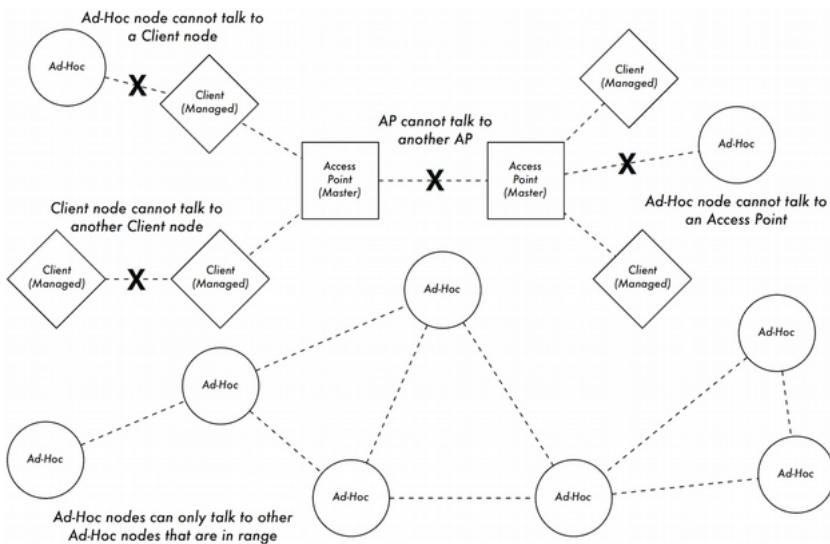 Ad-Hoc node cannot talk to
a Client node
Ad-Hoc
Client
(Managed)
Client
(Managed)
AP cannot talk to
another AP
Ad-Hoc
Access
Point
(Master)
Access
Point
(Master)
Ad-Hoc node cannot talk to
an Access Point
Client node cannot talk to
another Client node
Client
(Managed)
Client
(Managed)
Client
(Managed)
Ad-Hoc
Ad-Hoc
Ad-Hoc
Ad-Hoc
Ad-Hoc
Ad-Hoc
Ad-Hoc
Ad-Hoc nodes can only talk to other
Ad-Hoc nodes that are in range